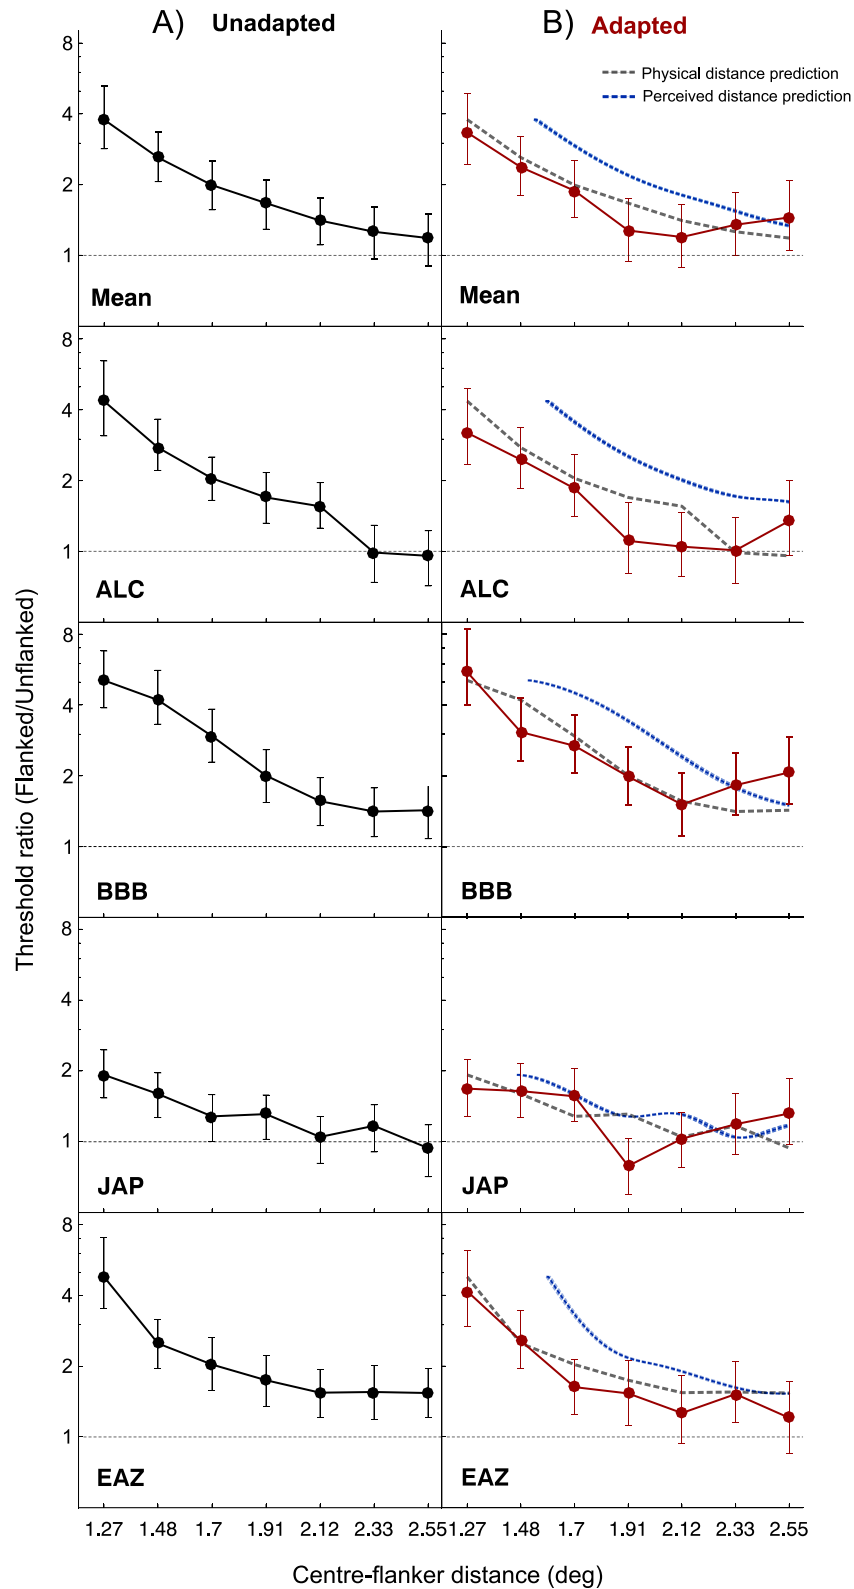 A) Unadapted
B) Adapted
Physical distance prediction
Perceived distance prediction
Threshold ratio (Flanked/Unflanked)
8
4
2
1
Mean
Mean
8
4
2
1
ALC
ALC
8
4
2
1
BBB
BBB
8
4
2
1
JAP
JAP
8
4
2
1
EAZ
EAZ
1.27 1.48 1.7 1.91 2.12 2.33 2.55
1.27 1.48 1.7 1.91 2.12 2.33 2.55
Centre-flanker distance (deg)